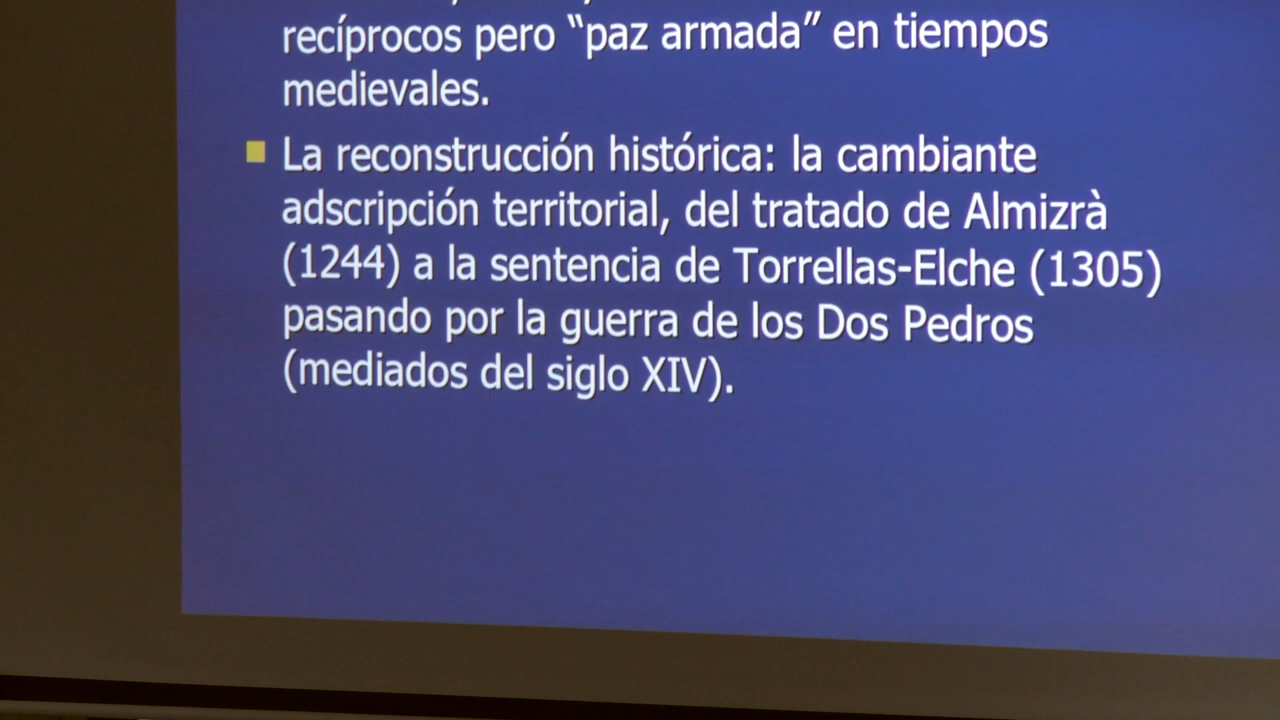 recíprocos pero “paz armada” en tiempos
medievales.
La reconstrucción histórica: la cambiante
adscripción territorial, del tratado de Almizrà
(1244) a la sentencia de Torrellas-Elche (1305)
pasando por la guerra de los Dos Pedros
(mediados del siglo XIV).